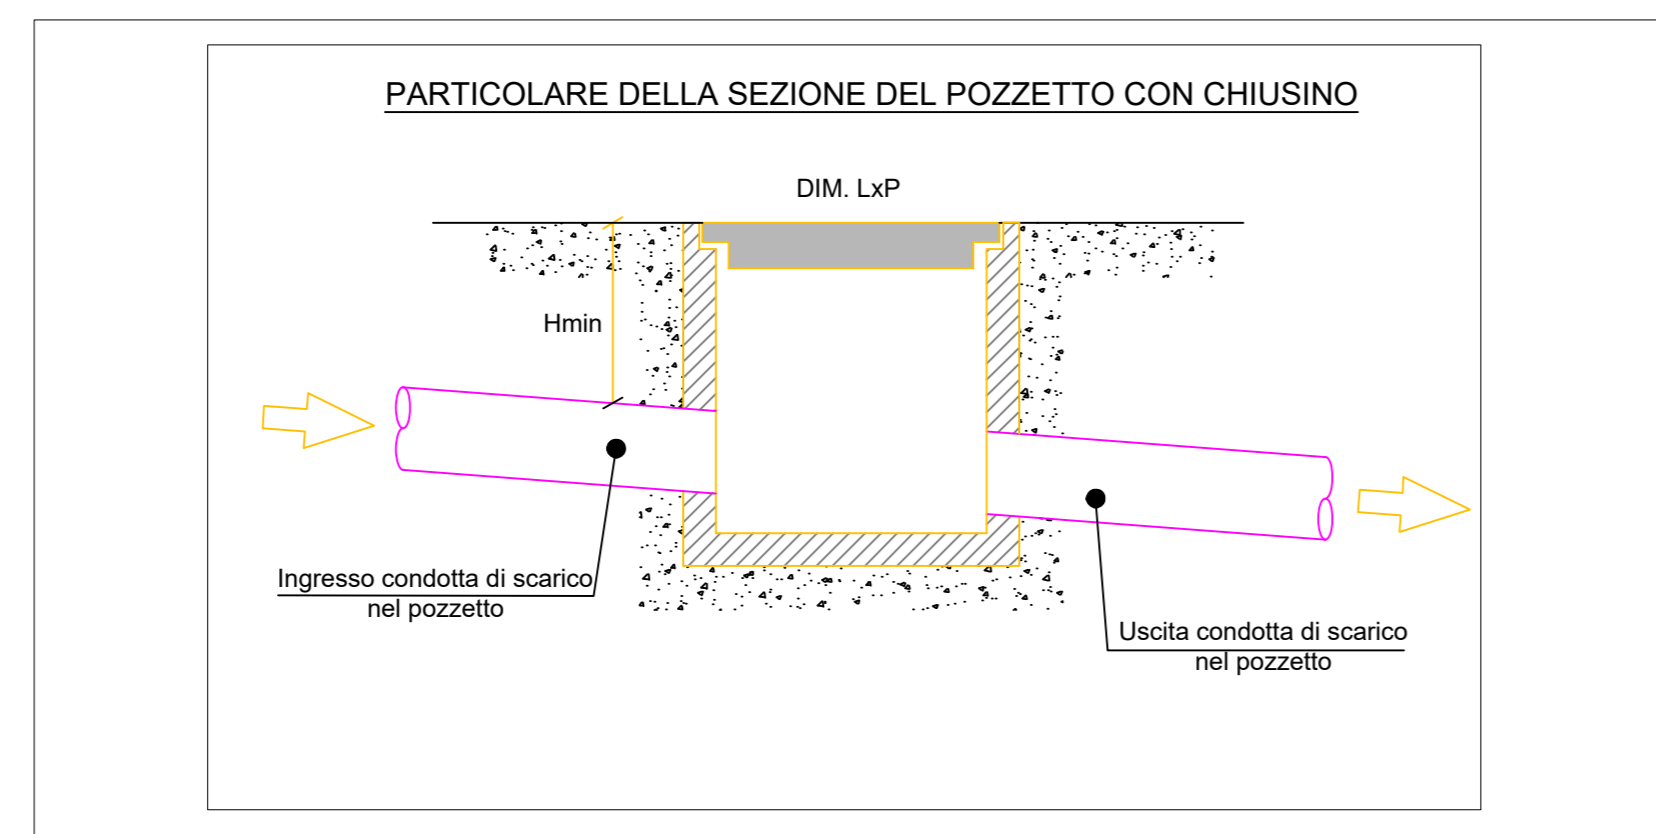 PARTICOLARE DELLA SEZIONE DEL POZZETTO CON CHIUSINO
DIM. LxP
Hmin
Ingresso condotta di scarico
nel pozzetto
Uscita condotta di scarico
nel pozzetto